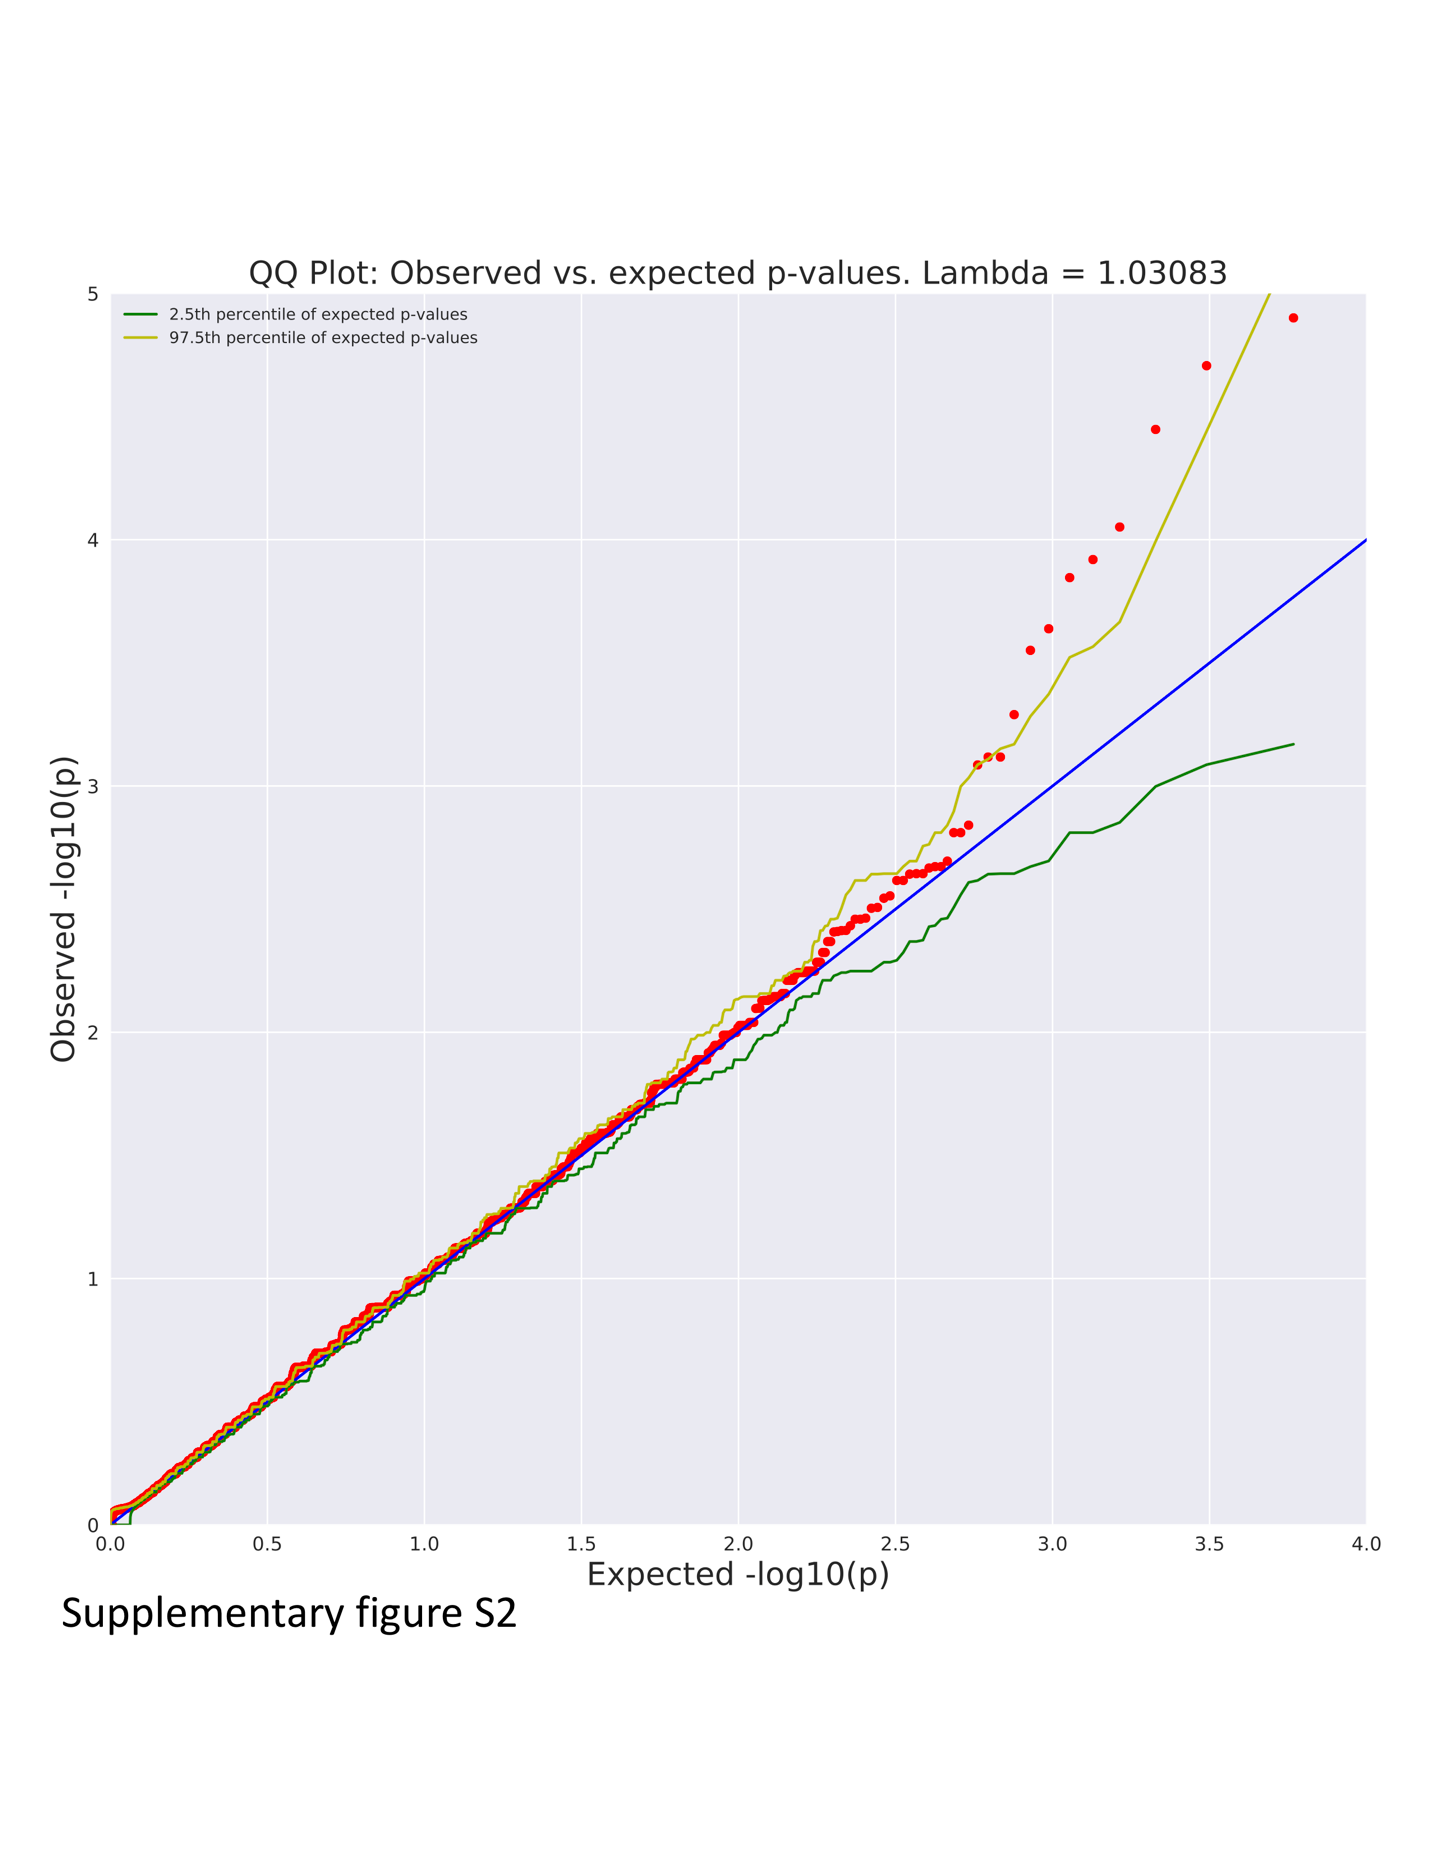 QQ Plot: Observed vs. expected p-values. Lambda = 1.03083
2.5th percentile of expected p-values
97.5th percentile of expected p-values
5
4
3
2
1
0
Observed -log10(p)
0.0 0.5 1.0 1.5 2.0 2.5 3.0 3.5 4.0
Expected -log10(p)
Supplementary figure S2